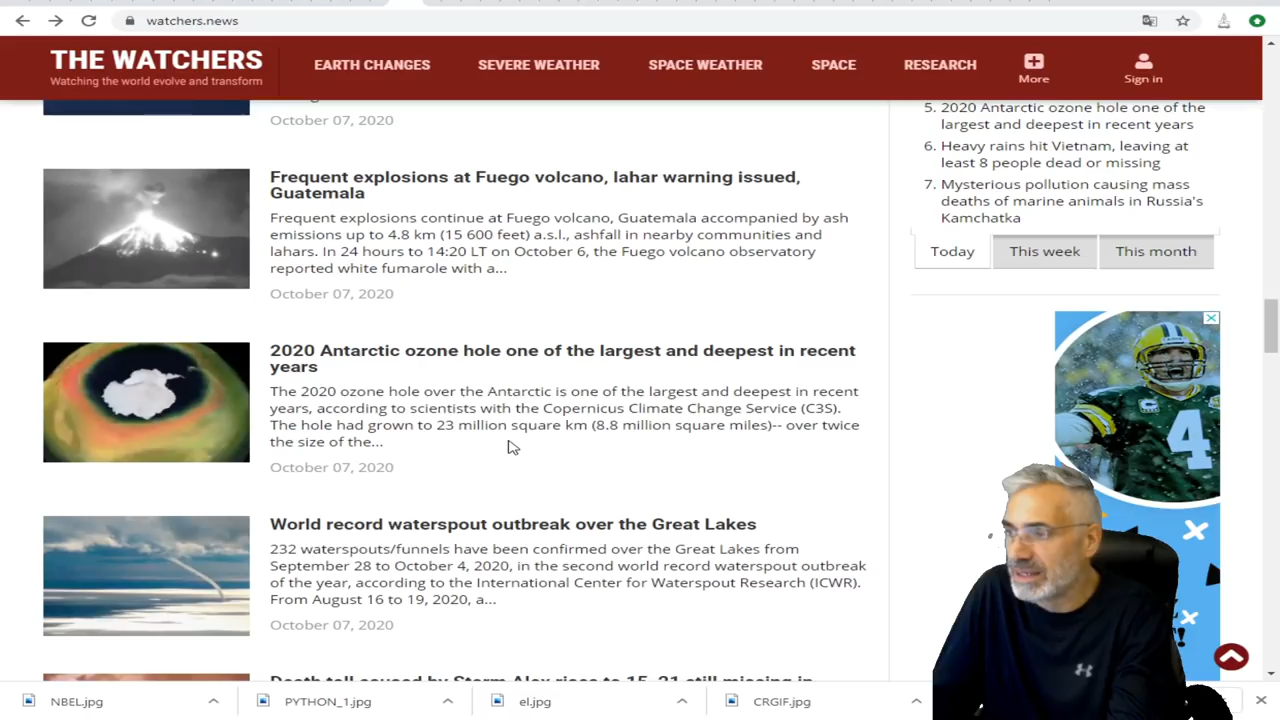 watchers.news
THE WATCHERS
Watching the world evolve and transform
EARTH CHANGES
SEVERE WEATHER
SPACE WEATHER
SPACE
RESEARCH
More
Sign in
October 07, 2020
Frequent explosions at Fuego volcano, lahar warning issued,
Guatemala
Frequent explosions continue at Fuego volcano, Guatemala accompanied by ash
emissions up to 4.8 km (15 600 feet) a.s.l., ashfall in nearby communities and
lahars. In 24 hours to 14:20 LT on October 6, the Fuego volcano observatory
reported white fumarole with a...
October 07, 2020
2020 Antarctic ozone hole one of the largest and deepest in recent
years
The 2020 ozone hole over the Antarctic is one of the largest and deepest in recent
years, according to scientists with the Copernicus Climate Change Service (C3S).
The hole had grown to 23 million square km (8.8 million square miles)-- over twice
the size of the...
October 07, 2020
World record waterspout outbreak over the Great Lakes
232 waterspouts/funnels have been confirmed over the Great Lakes from
September 28 to October 4, 2020, in the second world record waterspout outbreak
of the year, according to the International Center for Waterspout Research (ICWR).
From August 16 to 19, 2020, a...
October 07, 2020
Death toll caused by Storm Alex rises to 15, 21 still missing in
5. 2020 Antarctic ozone hole one of the
largest and deepest in recent years
6. Heavy rains hit Vietnam, leaving at
least 8 people dead or missing
7. Mysterious pollution causing mass
deaths of marine animals in Russia's
Kamchatka
Today
This week
This month
4
NBEL.jpg
PYTHON_1.jpg
el.jpg
CRGIF.jpg